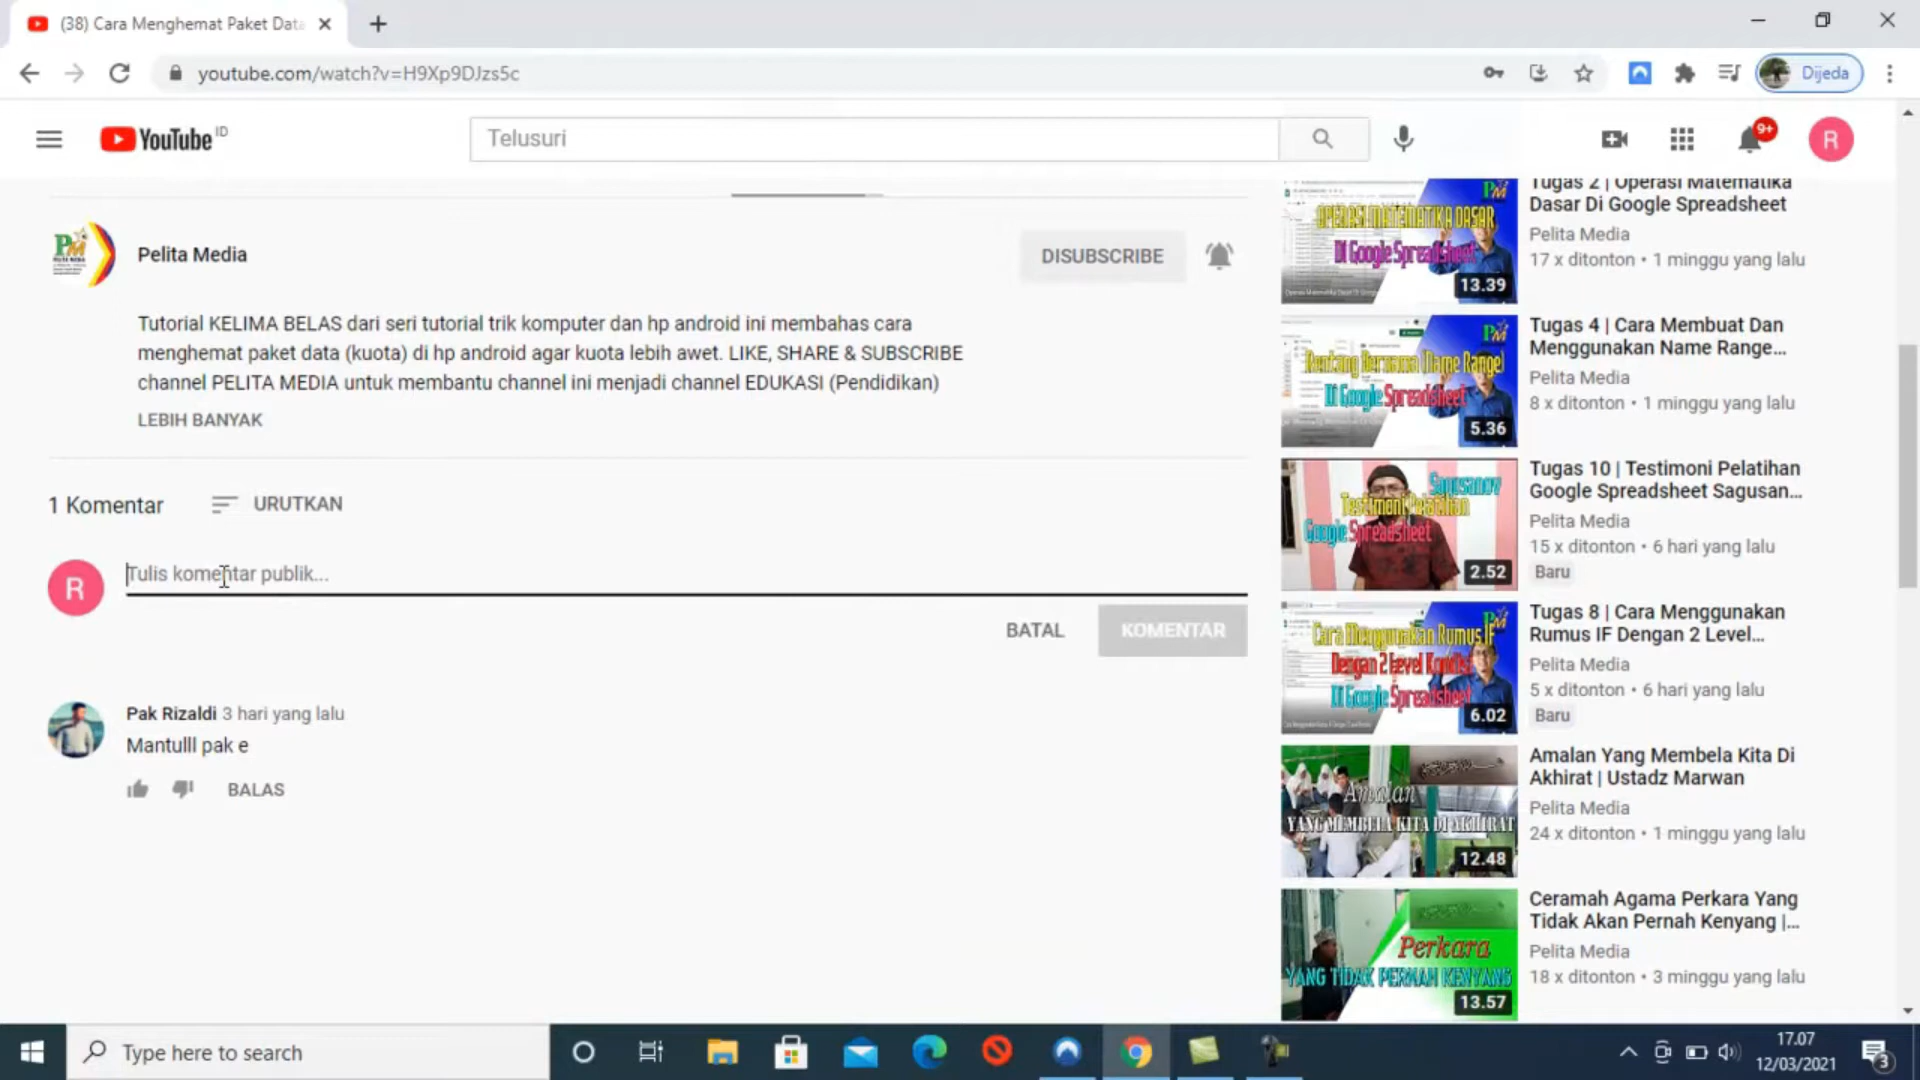 (38) Cara Menghemat Paket Data
youtube.com/watch?v=H9Xp9DJzs5c
Dijeda
YouTube ID
Telusuri
9+
R
Pelita Media
DISUBSCRIBE
Tutorial KELIMA BELAS dari seri tutorial trik komputer dan hp android ini membahas cara
menghemat paket data (kuota) di hp android agar kuota lebih awet. LIKE, SHARE & SUBSCRIBE
channel PELITA MEDIA untuk membantu channel ini menjadi channel EDUKASI (Pendidikan)
LEBIH BANYAK
1 Komentar
URUTKAN
R
Tulis komentar publik...
BATAL
KOMENTAR
Pak Rizaldi 3 hari yang lalu
Mantulll pak e
BALAS
OPERASI MATEMATIKA DASAR
Di Google Spreadsheet
13.39
Tugas 2 | Operasi Matematika
Dasar Di Google Spreadsheet
Pelita Media
17 x ditonton • 1 minggu yang lalu
Rentang Bernama (Name Range)
Di Google Spreadsheet
5.36
Tugas 4 | Cara Membuat Dan
Menggunakan Name Range...
Pelita Media
8 x ditonton • 1 minggu yang lalu
Sagusanov
Testimoni Pelatihan
Google Spreadsheet
2.52
Tugas 10 | Testimoni Pelatihan
Google Spreadsheet Sagusan...
Pelita Media
15 x ditonton • 6 hari yang lalu
Baru
Cara Menggunakan Rumus IF
Dengan 2 Level Kondisi
Di Google Spreadsheet
6.02
Tugas 8 | Cara Menggunakan
Rumus IF Dengan 2 Level...
Pelita Media
5 x ditonton • 6 hari yang lalu
Baru
Amalan
YANG MEMBELA KITA DI AKHIRAT
12.48
Amalan Yang Membela Kita Di
Akhirat | Ustadz Marwan
Pelita Media
24 x ditonton • 1 minggu yang lalu
Perkara
YANG TIDAK PERNAH KENYANG
13.57
Ceramah Agama Perkara Yang
Tidak Akan Pernah Kenyang |...
Pelita Media
18 x ditonton • 3 minggu yang lalu
Type here to search
17.07
12/03/2021
3